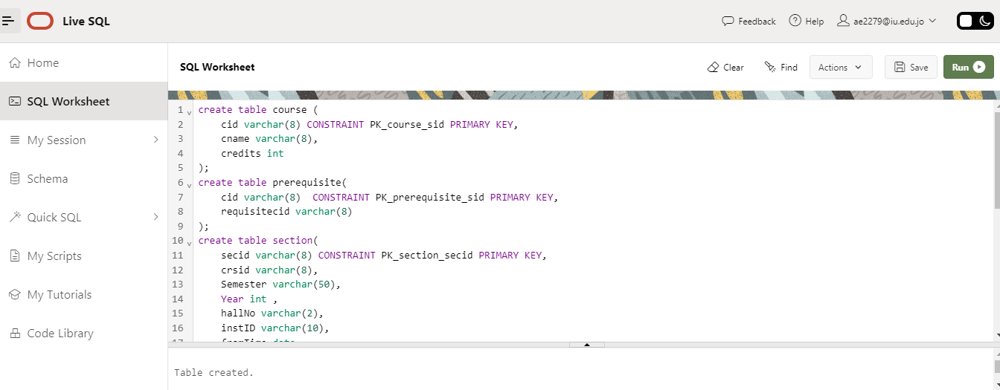 Live SQL
Feedback
Help
ae2279@iu.edu.jo
Home
SQL Worksheet
My Session
Schema
Quick SQL
My Scripts
My Tutorials
Code Library
SQL Worksheet
Clear
Find
Actions
Save
Run
1 create table course (
2 cid varchar(8) CONSTRAINT PK_course_sid PRIMARY KEY,
3 cname varchar(8),
4 credits int
5 );
6 create table prerequisite(
7 cid varchar(8)  CONSTRAINT PK_prerequisite_sid PRIMARY KEY,
8 requisitecid varchar(8)
9 );
10 create table section(
11 secid varchar(8) CONSTRAINT PK_section_secid PRIMARY KEY,
12 crsid varchar(8),
13 Semester varchar(50),
14 Year int ,
15 hallNo varchar(2),
16 instID varchar(10),
Table created.